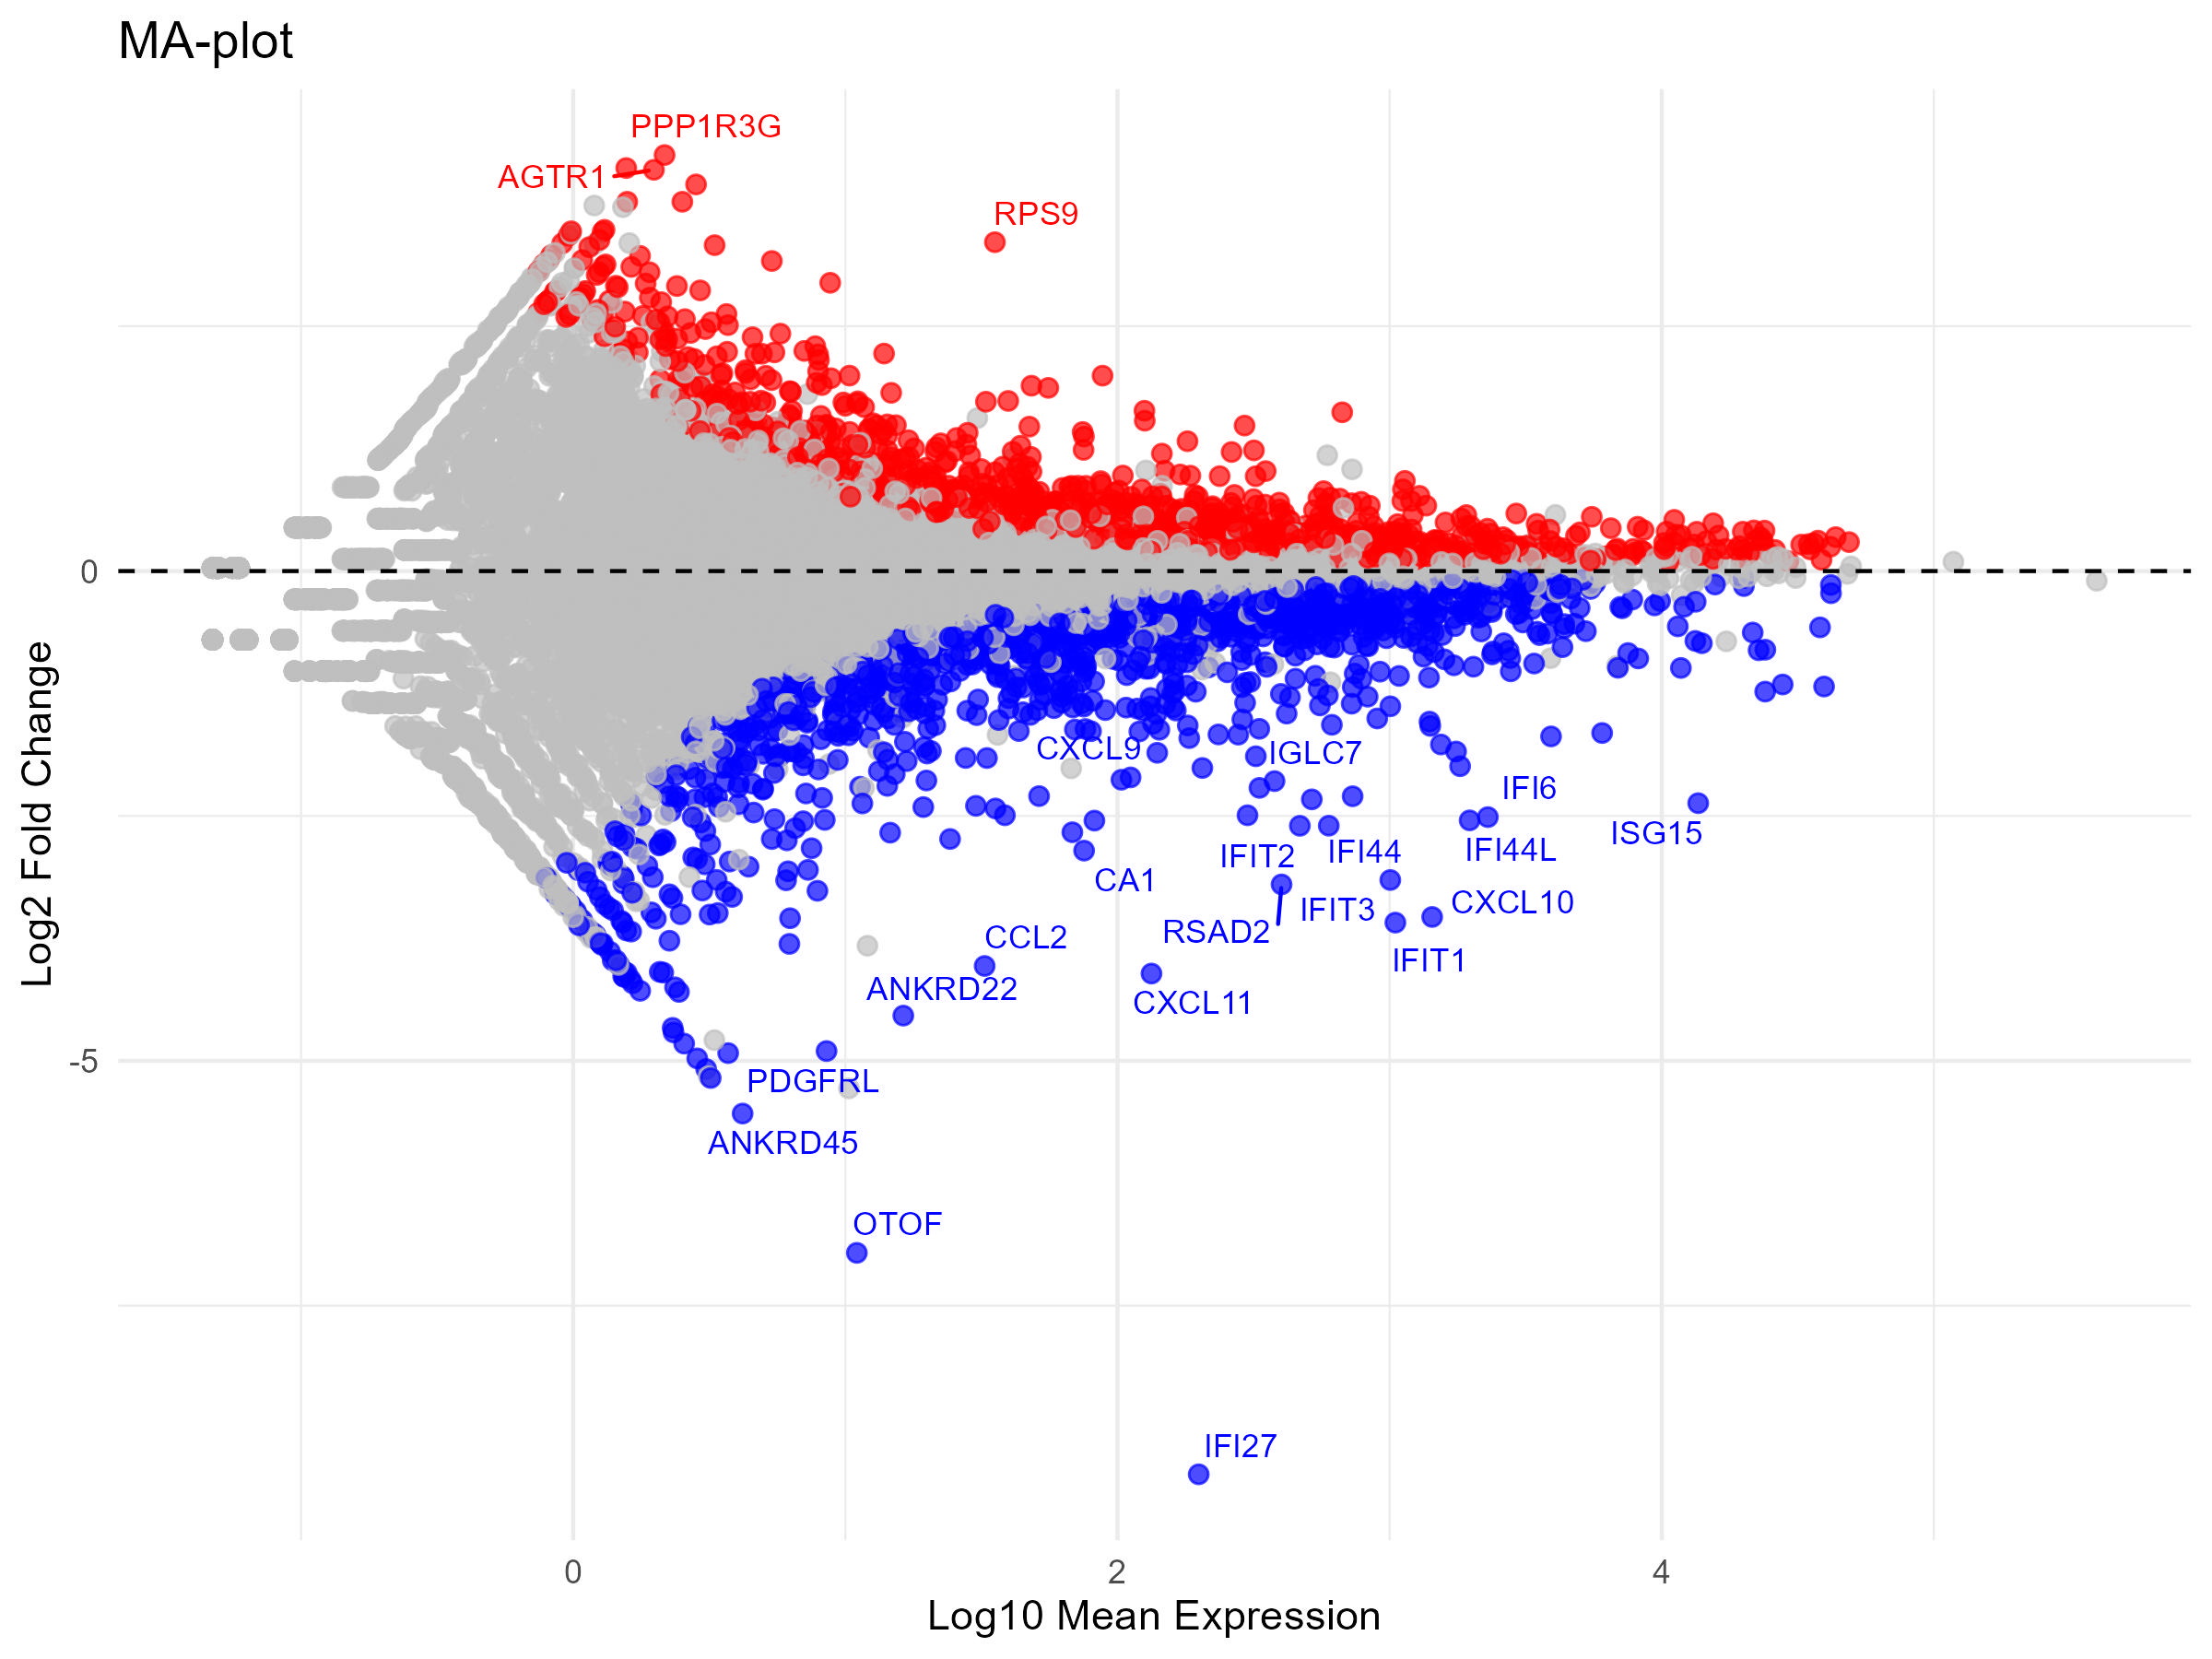 MA-plot
PPP1R3G
AGTR1
RPS9
0
CXCL9
IGLC7
IFI6
ISG15
IFIT2
IFI44
IFI44L
CA1
CXCL10
IFIT3
RSAD2
CCL2
IFIT1
ANKRD22
CXCL11
-5
PDGFRL
ANKRD45
OTOF
IFI27
Log2 Fold Change
0
2
4
Log10 Mean Expression